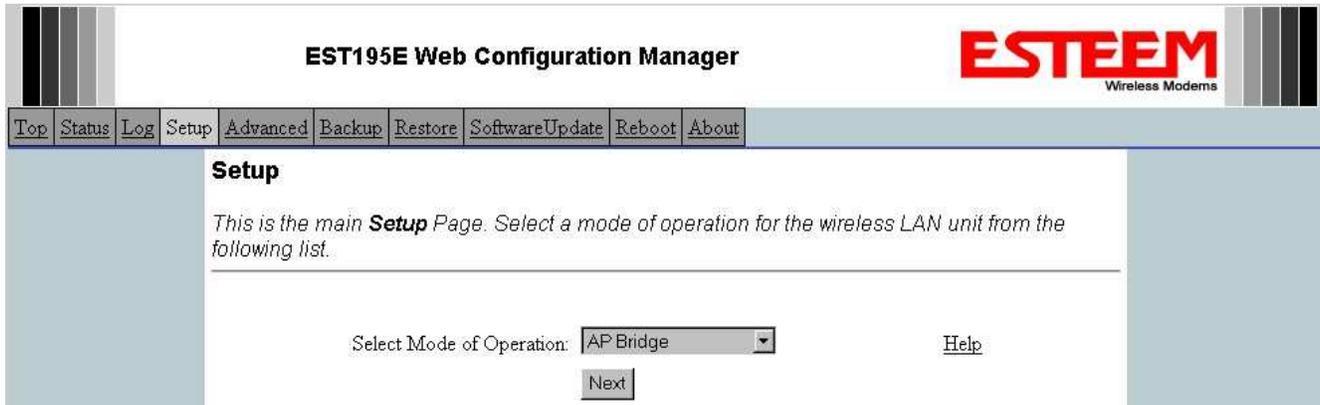 EST195E Web Configuration Manager
ESTEEM
Wireless Modems
Top Status Log Setup Advanced Backup Restore SoftwareUpdate Reboot About
Setup
This is the main Setup Page. Select a mode of operation for the wireless LAN unit from the
following list.
Select Mode of Operation: AP Bridge Help
Next